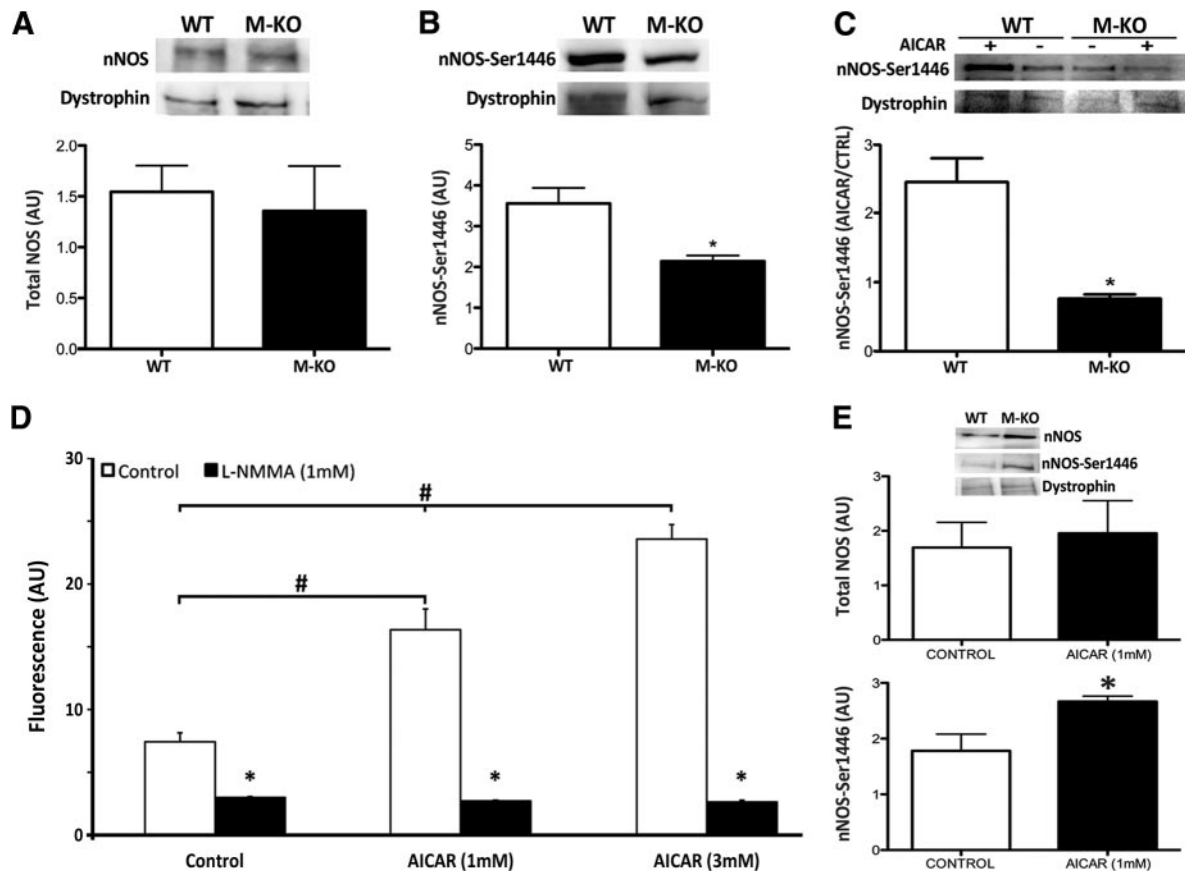 A
WT M-KO
nNOS
Dystrophin
Total NOS (AU)
2.0
1.5
1.0
0.5
0.0
WT M-KO
B
WT M-KO
nNOS-Ser1446
Dystrophin
nNOS-Ser1446 (AU)
5
4
3
2
1
0
*
WT M-KO
C
WT M-KO
AICAR + - - +
nNOS-Ser1446
Dystrophin
nNOS-Ser1446 (AICAR/CTRL)
3
2
1
0
*
WT M-KO
D
Control L-NMMA (1mM)
Fluorescence (AU)
30
20
10
0
#
#
* * *
Control AICAR (1mM) AICAR (3mM)
E
WT M-KO
nNOS
nNOS-Ser1446
Dystrophin
Total NOS (AU)
3
2
1
0
CONTROL AICAR (1mM)
nNOS-Ser1446 (AU)
3
2
1
0
*
CONTROL AICAR (1mM)